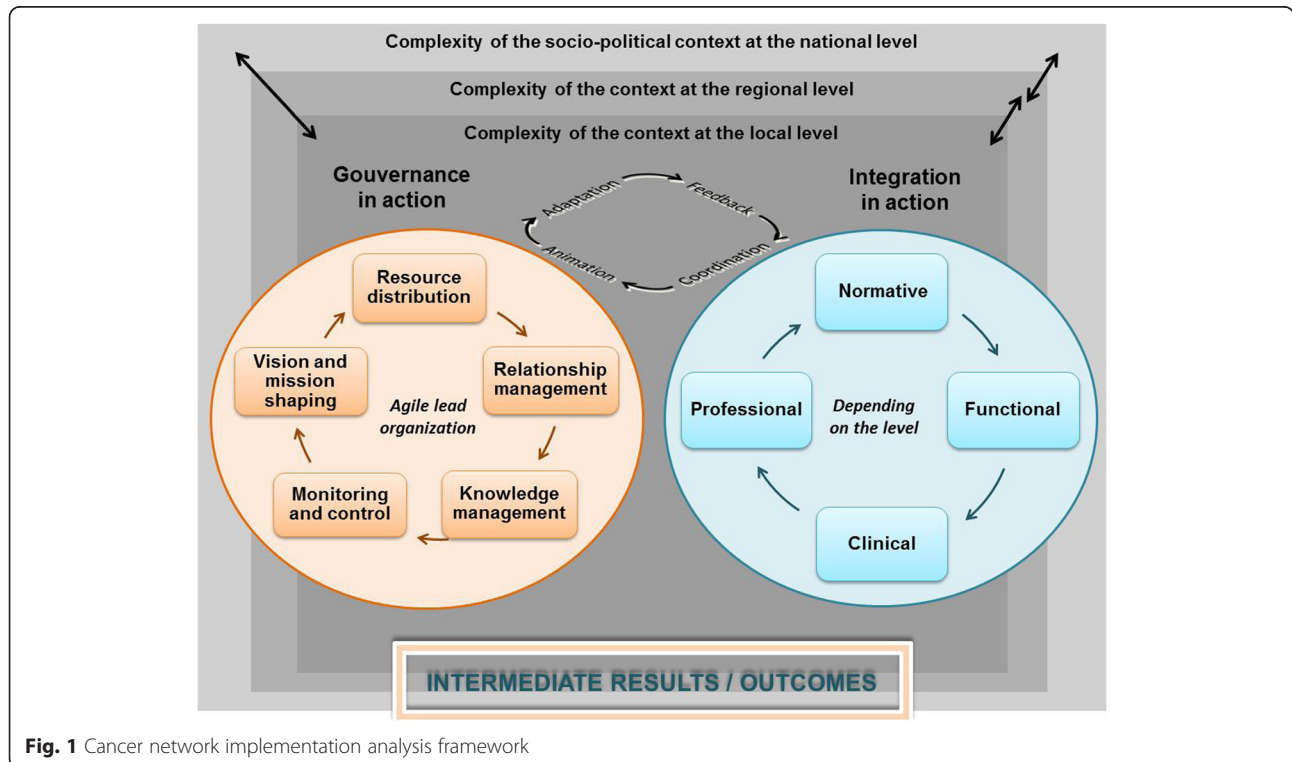 Complexity of the socio-political context at the national level
Complexity of the context at the regional level
Complexity of the context at the local level
Gouvernance
in action
Adaptation
Feedback
Coordination
Animation
Integration
in action
Resource
distribution
Relationship
management
Knowledge
management
Monitoring
and control
Vision and
mission
shaping
Agile lead
organization
Normative
Functional
Clinical
Professional
Depending
on the level
INTERMEDIATE RESULTS / OUTCOMES
Fig. 1 Cancer network implementation analysis framework